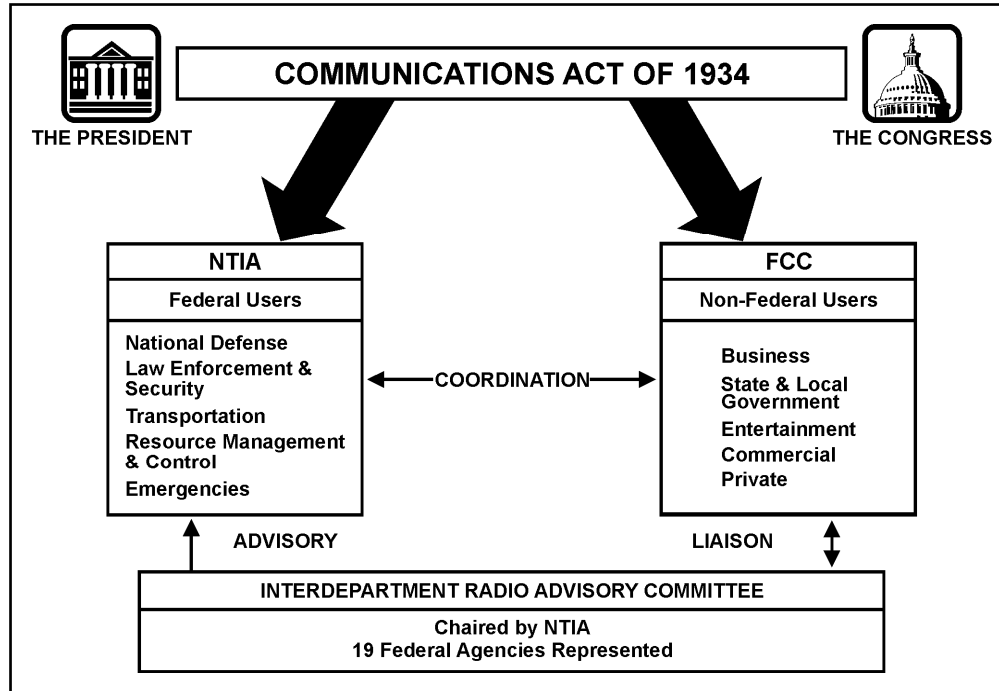 COMMUNICATIONS ACT OF 1934
THE PRESIDENT
THE CONGRESS
NTIA
Federal Users
National Defense
Law Enforcement &
Security
Transportation
Resource Management
& Control
Emergencies
COORDINATION
FCC
Non-Federal Users
Business
State & Local
Government
Entertainment
Commercial
Private
ADVISORY
LIAISON
INTERDEPARTMENT RADIO ADVISORY COMMITTEE
Chaired by NTIA
19 Federal Agencies Represented